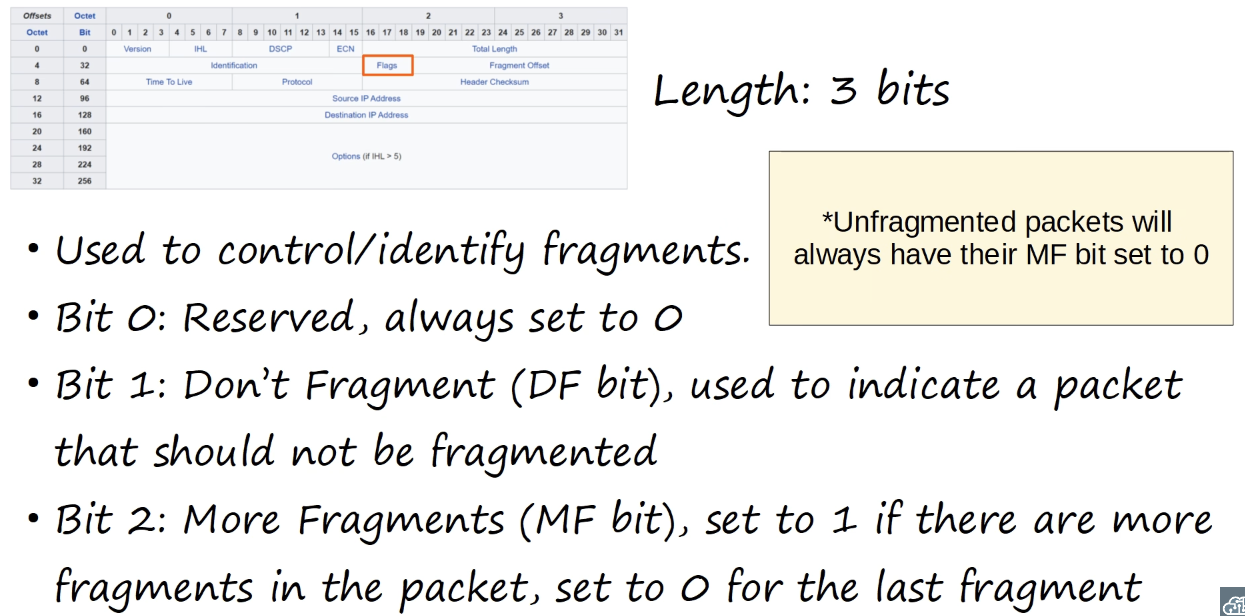 Offsets Octet 0 1 2 3
Octet Bit 0 1 2 3 4 5 6 7 8 9 10 11 12 13 14 15 16 17 18 19 20 21 22 23 24 25 26 27 28 29 30 31
0 0 Version IHL DSCP ECN Total Length
4 32 Identification Flags Fragment Offset
8 64 Time To Live Protocol Header Checksum
12 96 Source IP Address
16 128 Destination IP Address
20 160
24 192
Options (if IHL > 5)
28 224
32 256
Length: 3 bits
*Unfragmented packets will
always have their MF bit set to 0
• Used to control/identify fragments.
• Bit 0: Reserved, always set to 0
• Bit 1: Don't Fragment (DF bit), used to indicate a packet
that should not be fragmented
• Bit 2: More Fragments (MF bit), set to 1 if there are more
fragments in the packet, set to 0 for the last fragment